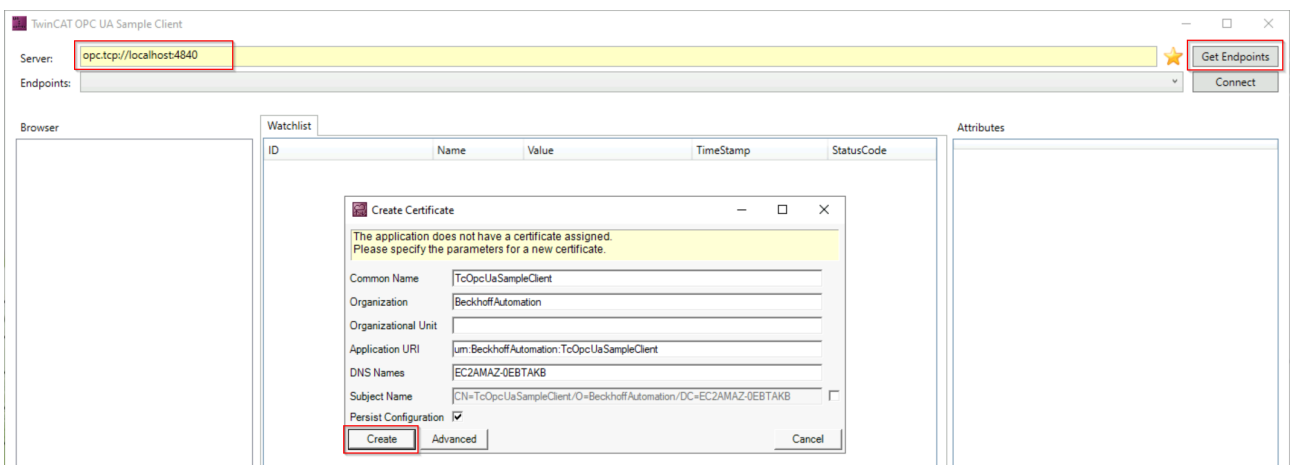 TwinCAT OPC UA Sample Client
Server: opc.tcp://localhost:4840 Get Endpoints
Endpoints: Connect
Browser Watchlist Attributes
ID Name Value TimeStamp StatusCode
Create Certificate
The application does not have a certificate assigned.
Please specify the parameters for a new certificate.
Common Name TcOpcUaSampleClient
Organization BeckhoffAutomation
Organizational Unit
Application URI urn:BeckhoffAutomation:TcOpcUaSampleClient
DNS Names EC2AMAZ-0EBTAKB
Subject Name CN=TcOpcUaSampleClient/O=BeckhoffAutomation/DC=EC2AMAZ-0EBTAKB
Persist Configuration
Create Advanced Cancel